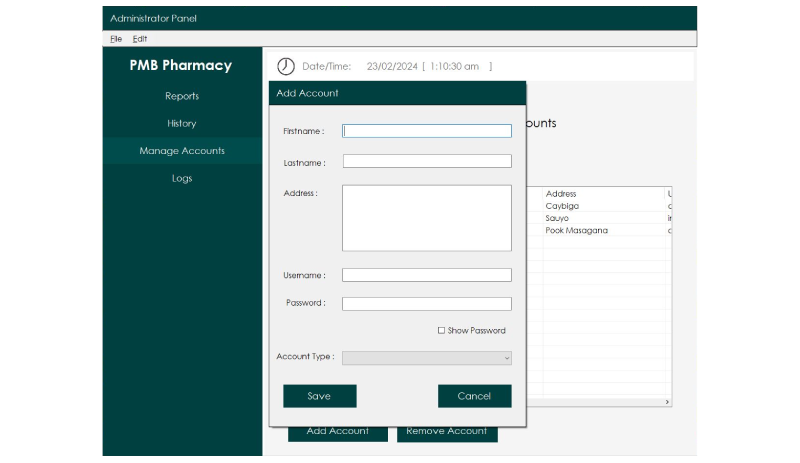 Administrator Panel
File Edit
PMB Pharmacy
Reports
History
Manage Accounts
Logs
Date/Time: 23/02/2024 [ 1:10:30 am ]
Add Account
Firstname :
Lastname :
Address :
Username :
Password :
Show Password
Account Type :
Save Cancel
ounts
Address U
Caybiga
Sauyo
Pook Masagana
Add Account Remove Account